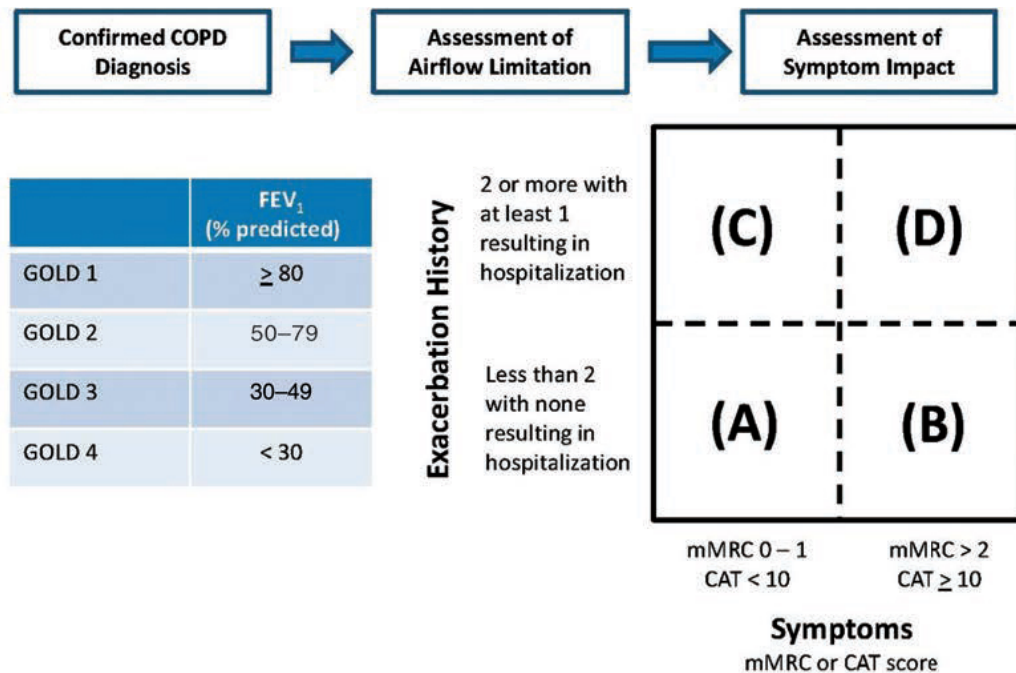 Confirmed COPD
Diagnosis
Assessment of
Airflow Limitation
Assessment of
Symptom Impact
FEV₁
(% predicted)
GOLD 1 ≥ 80
GOLD 2 50–79
GOLD 3 30–49
GOLD 4 < 30
Exacerbation History
2 or more with
at least 1
resulting in
hospitalization
Less than 2
with none
resulting in
hospitalization
(C) (D)
(A) (B)
mMRC 0 – 1 mMRC > 2
CAT < 10 CAT ≥ 10
Symptoms
mMRC or CAT score